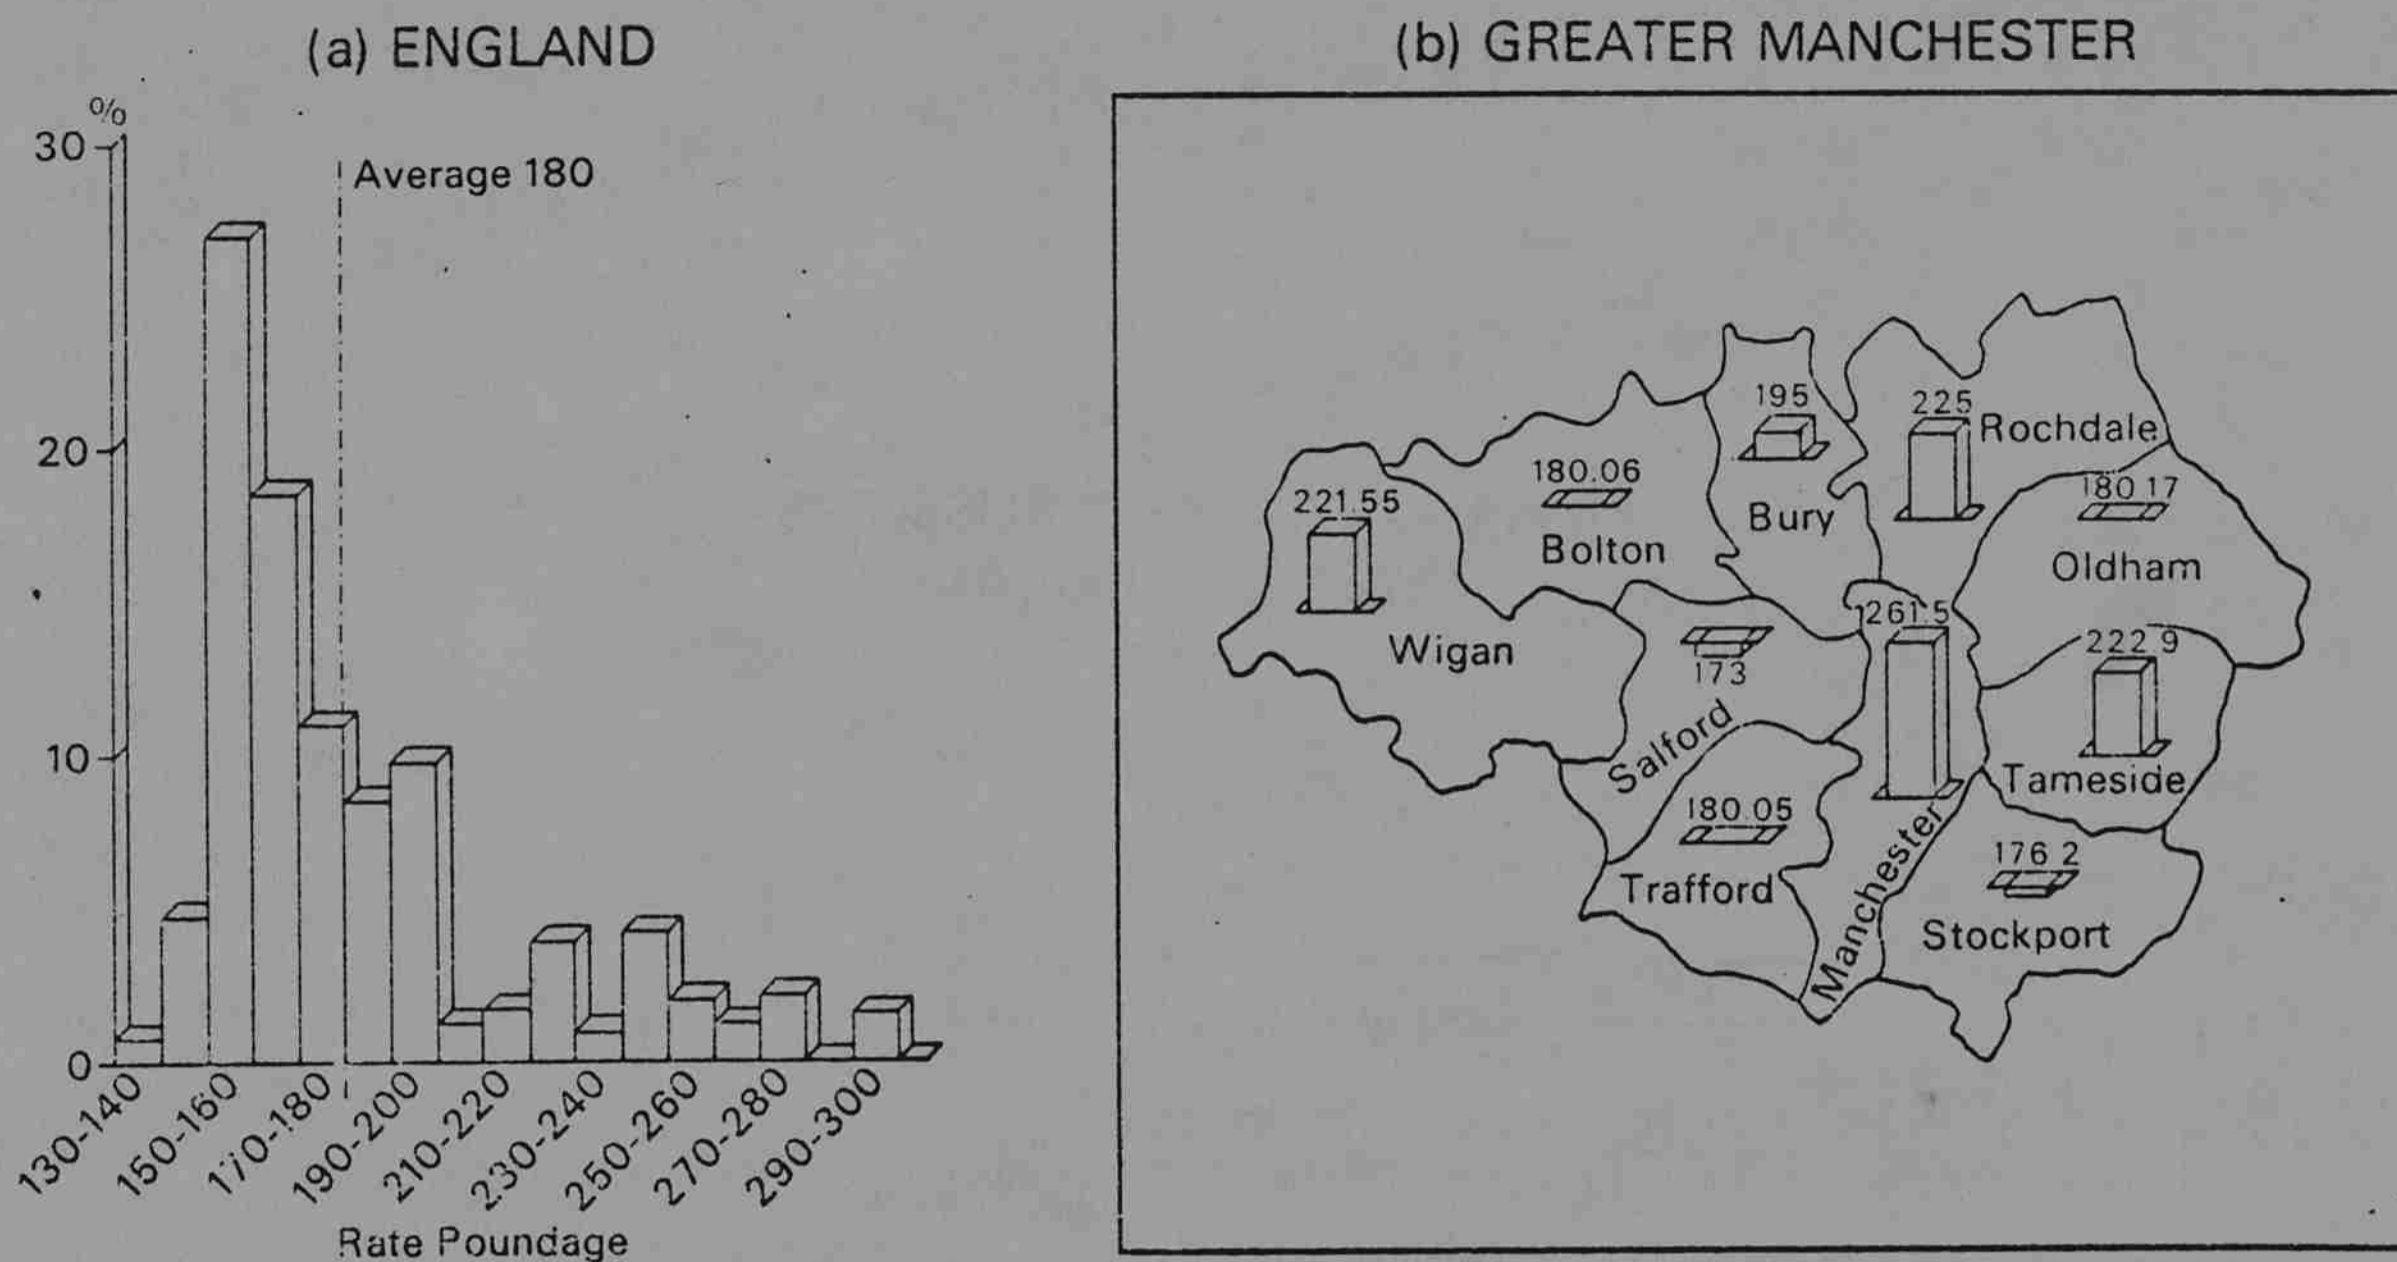 (a) ENGLAND
%
30
20
10
0
Average 180
130-140
150-160
170-180
190-200
210-220
230-240
250-260
270-280
290-300
Rate Poundage
(b) GREATER MANCHESTER
195
Bury
225
Rochdale
180.06
Bolton
180 17
Oldham
221.55
Wigan
261.5
Manchester
173
Salford
222 9
Tameside
180.05
Trafford
176 2
Stockport